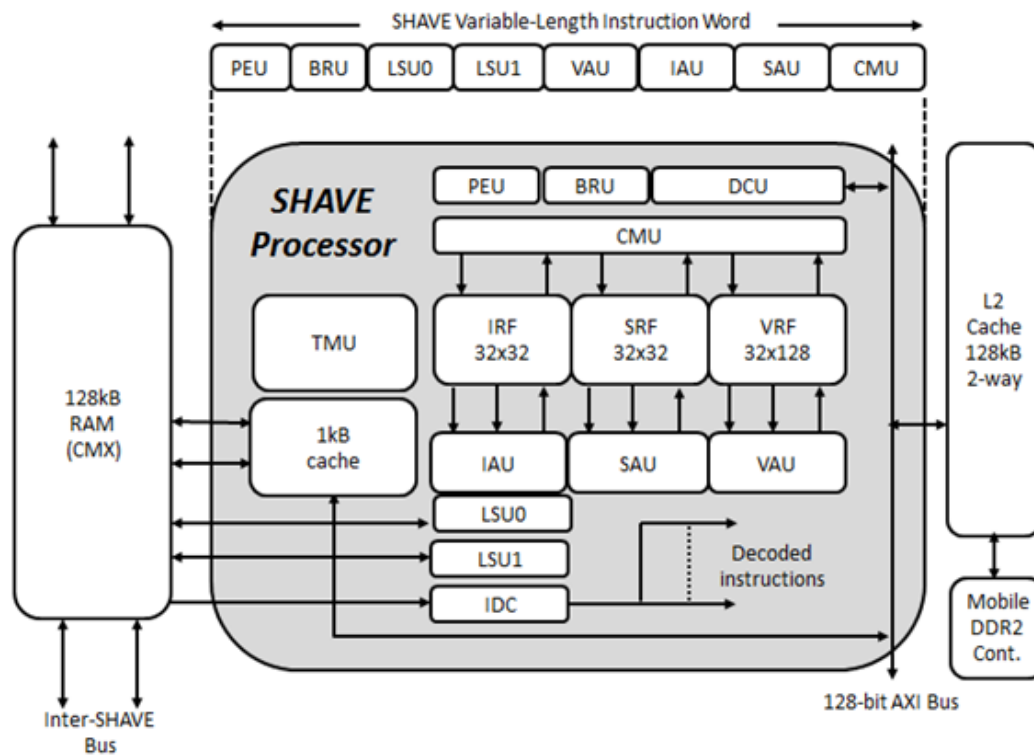 SHAVE Variable-Length Instruction Word
PEU BRU LSU0 LSU1 VAU IAU SAU CMU
SHAVE
Processor
PEU BRU DCU
CMU
IRF
32x32
SRF
32x32
VRF
32x128
TMU
1kB
cache
IAU SAU VAU
LSU0
LSU1
IDC
Decoded
instructions
128kB
RAM
(CMX)
Inter-SHAVE
Bus
L2
Cache
128kB
2-way
Mobile
DDR2
Cont.
128-bit AXI Bus